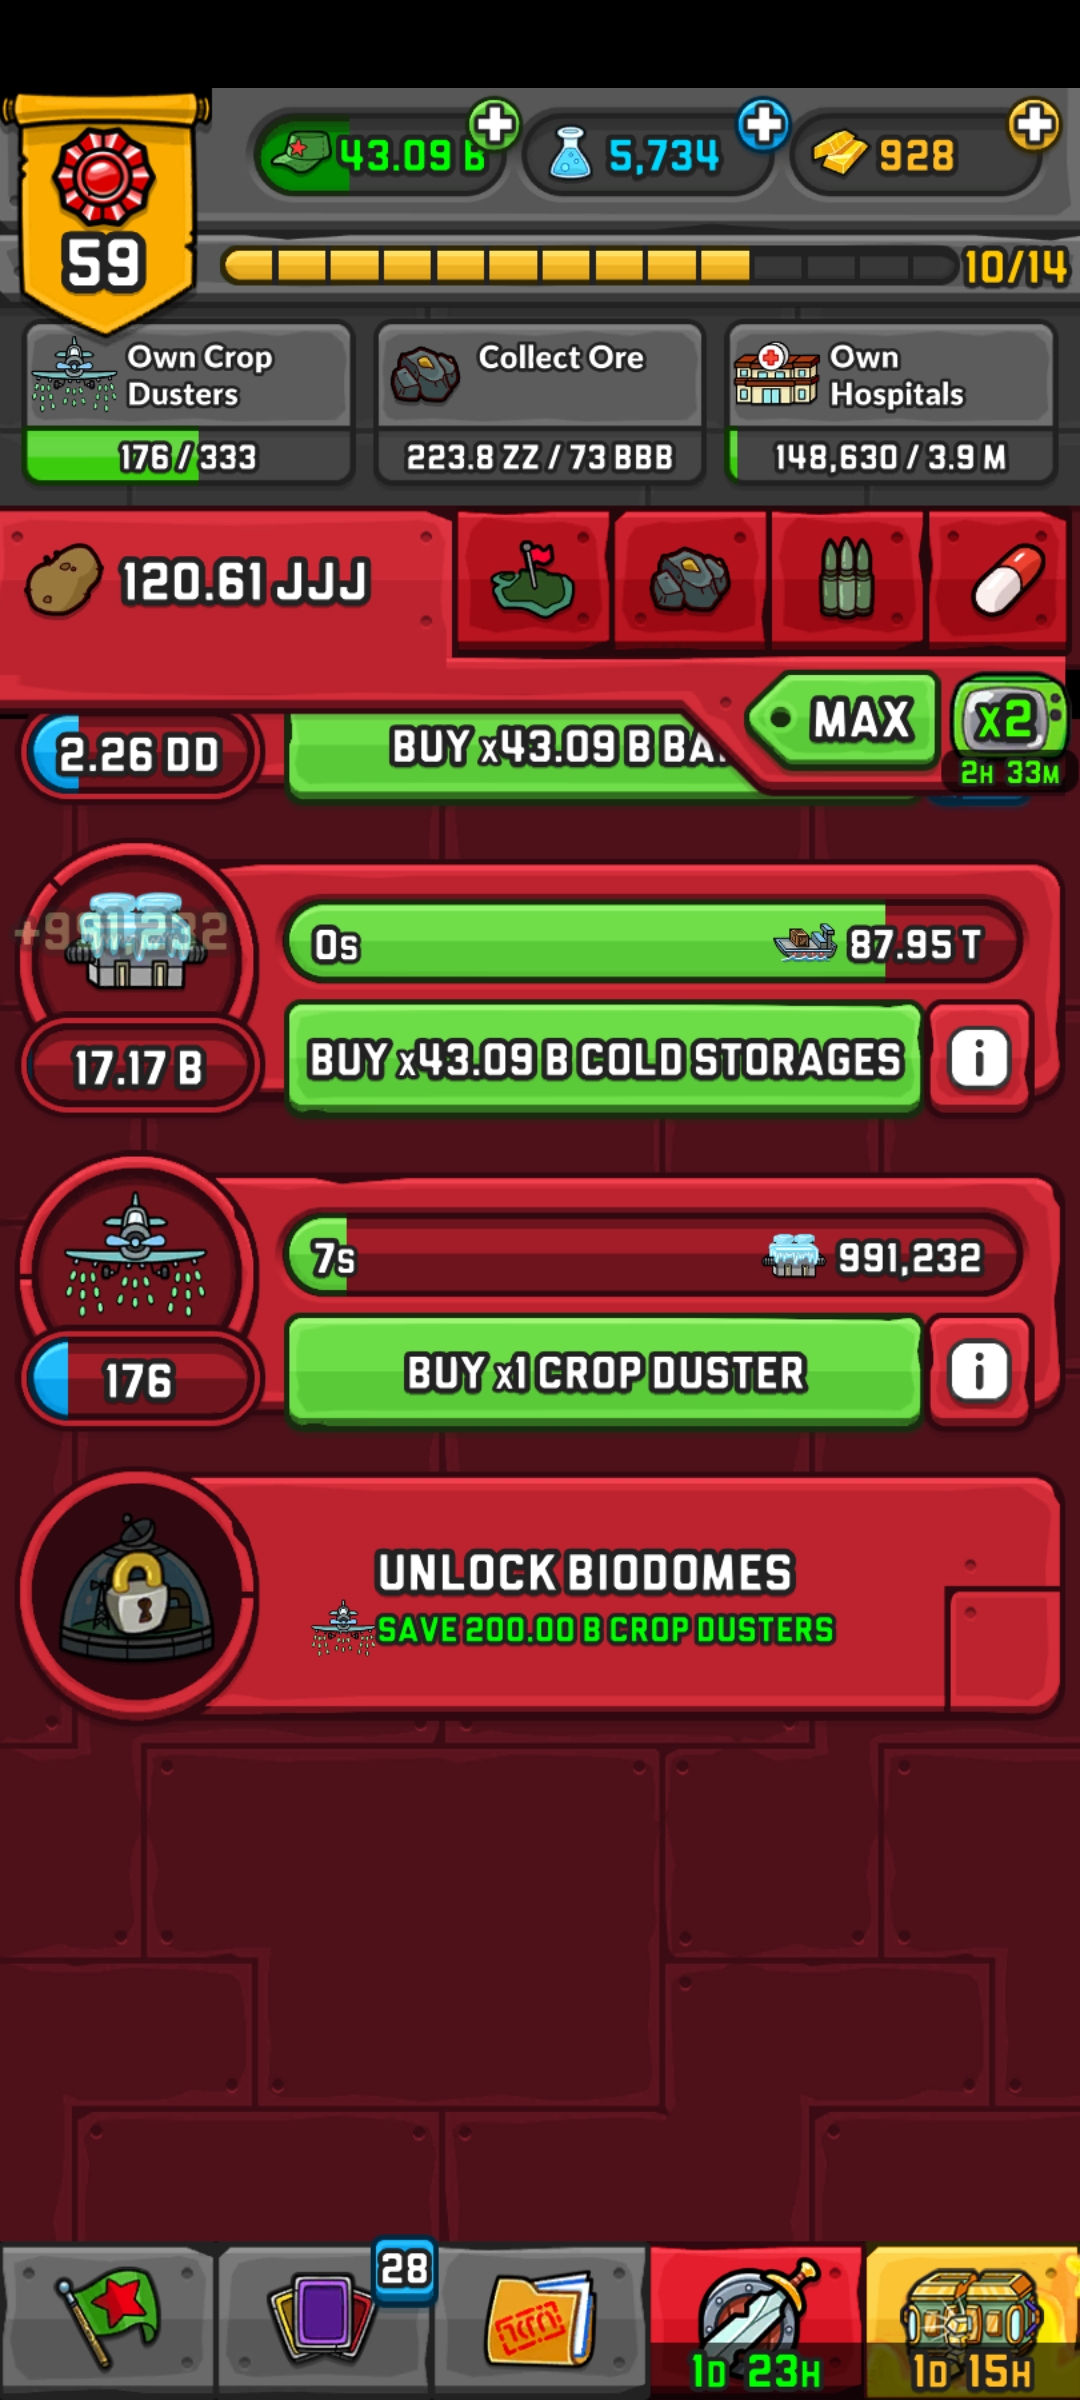 43.09 B
5,734
928
59
10/14
Own Crop
Dusters
176 / 333
Collect Ore
223.8 ZZ / 73 BBB
Own
Hospitals
148,630 / 3.9 M
120.61 JJJ
MAX
x2
2H 33M
2.26 DD
BUY x43.09 B BA
+991,232
0s
87.95 T
17.17 B
BUY x43.09 B COLD STORAGES
i
7s
991,232
176
BUY x1 CROP DUSTER
i
UNLOCK BIODOMES
SAVE 200.00 B CROP DUSTERS
28
1D 23H
1D 15H